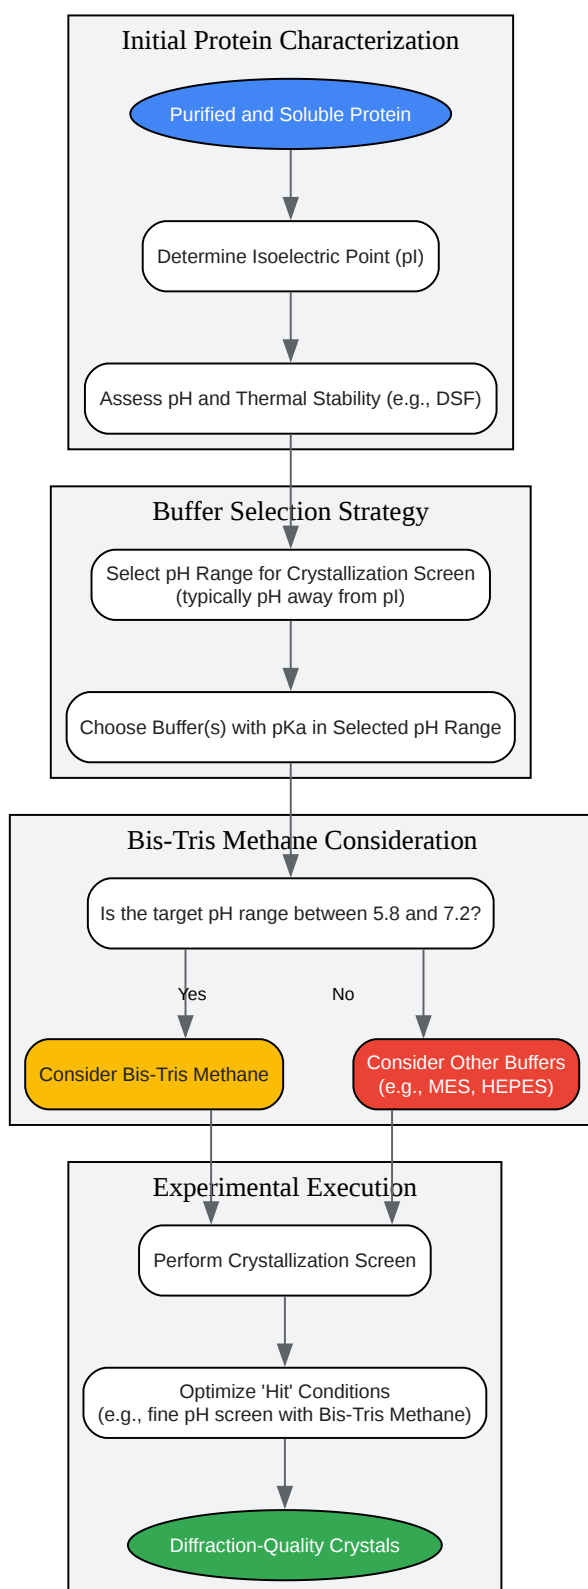 Initial Protein Characterization
Purified and Soluble Protein
Determine Isoelectric Point (pI)
Assess pH and Thermal Stability (e.g., DSF)
Buffer Selection Strategy
Select pH Range for Crystallization Screen
(typically pH away from pI)
Choose Buffer(s) with pKa in Selected pH Range
Bis-Tris Methane Consideration
Is the target pH range between 5.8 and 7.2?
Yes
No
Consider Bis-Tris Methane
Consider Other Buffers
(e.g., MES, HEPES)
Experimental Execution
Perform Crystallization Screen
Optimize 'Hit' Conditions
(e.g., fine pH screen with Bis-Tris Methane)
Diffraction-Quality Crystals